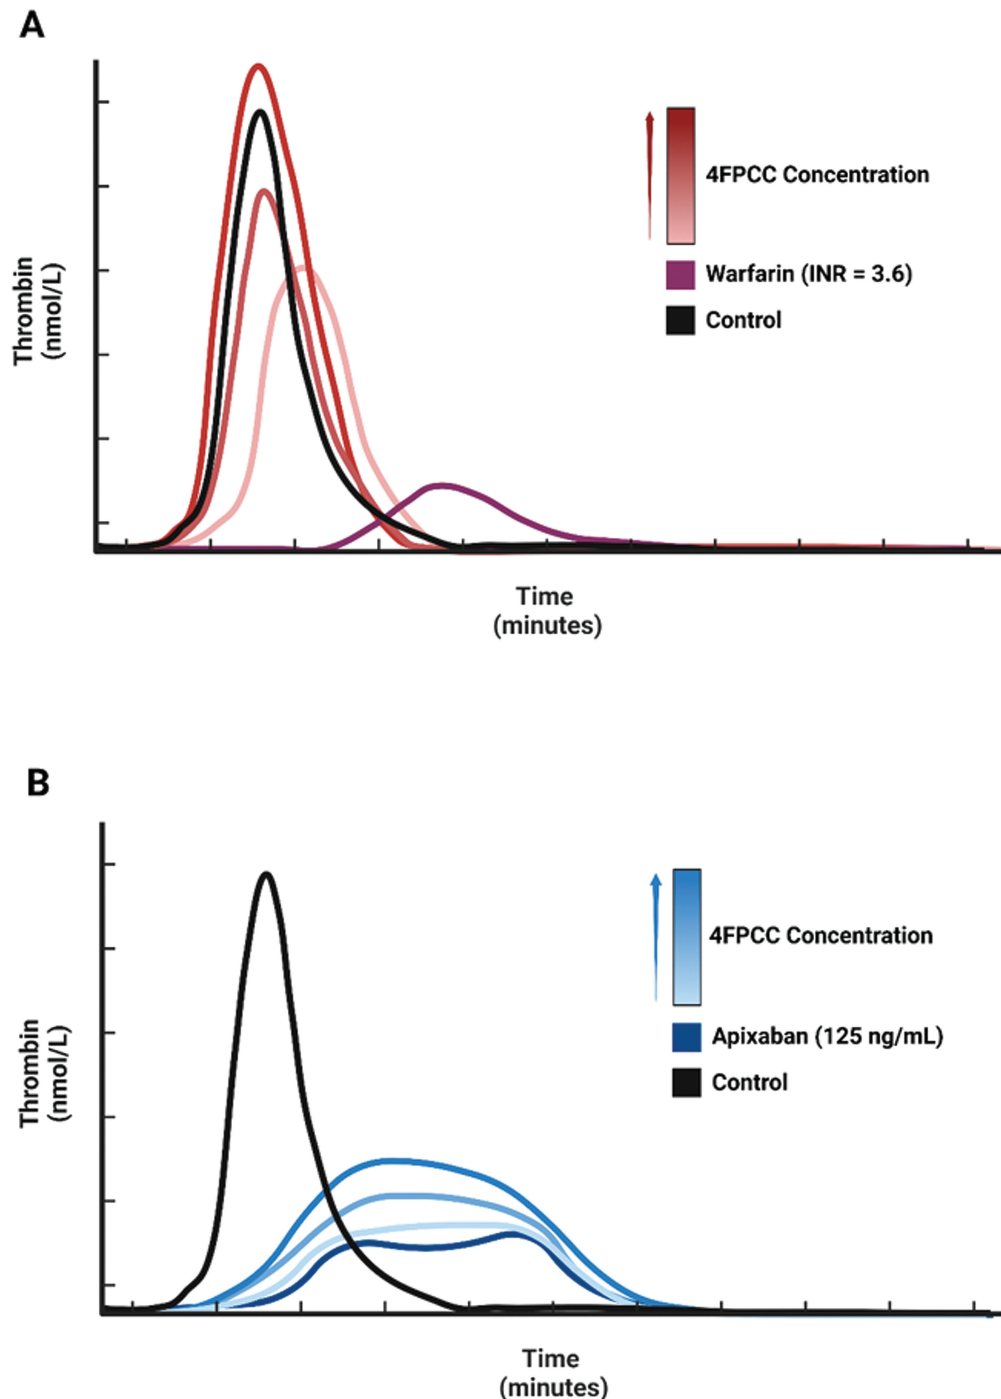 A
Thrombin
(nmol/L)
4FPCC Concentration
Warfarin (INR = 3.6)
Control
Time
(minutes)
B
Thrombin
(nmol/L)
4FPCC Concentration
Apixaban (125 ng/mL)
Control
Time
(minutes)